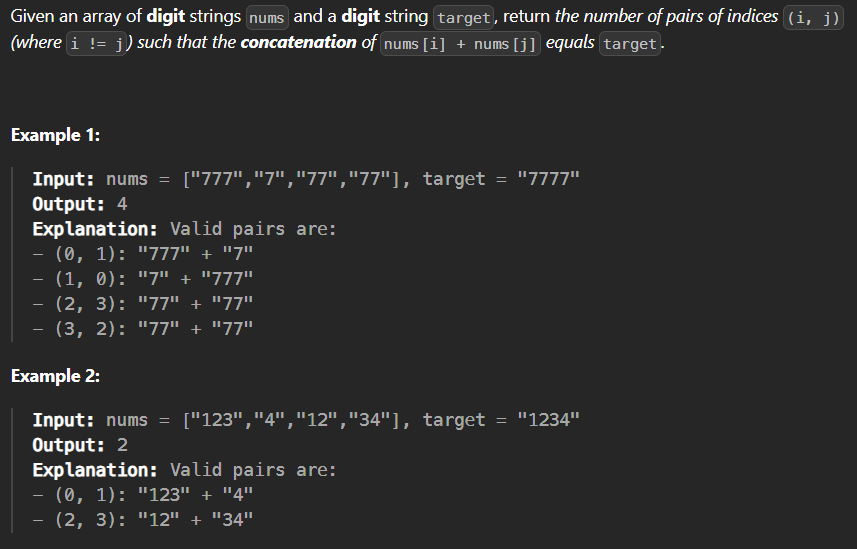 Given an array of digit strings nums and a digit string target, return the number of pairs of indices (i, j)
(where i != j) such that the concatenation of nums[i] + nums[j] equals target.
Example 1:
Input: nums = ["777","7","77","77"], target = "7777"
Output: 4
Explanation: Valid pairs are:
- (0, 1): "777" + "7"
- (1, 0): "7" + "777"
- (2, 3): "77" + "77"
- (3, 2): "77" + "77"
Example 2:
Input: nums = ["123","4","12","34"], target = "1234"
Output: 2
Explanation: Valid pairs are:
- (0, 1): "123" + "4"
- (2, 3): "12" + "34"